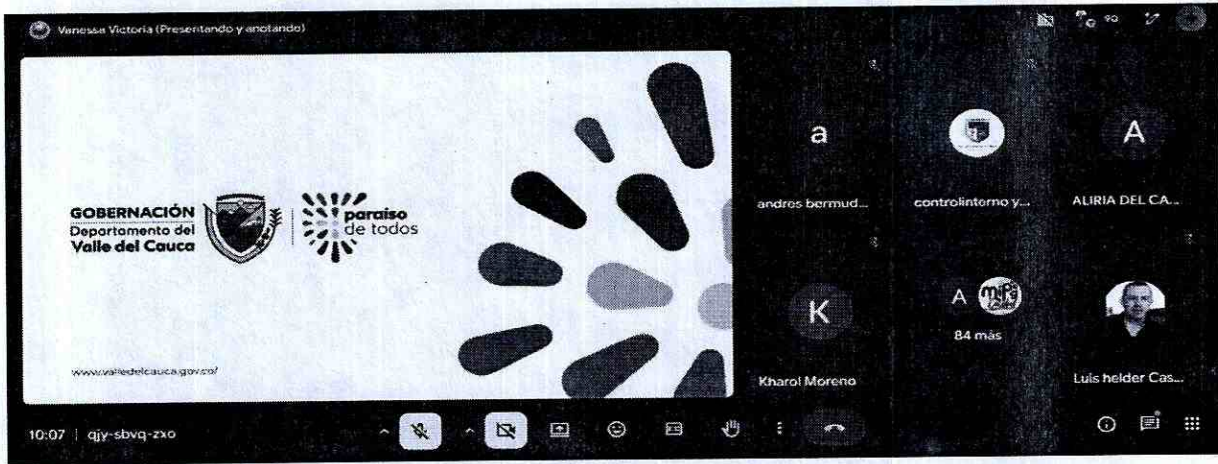 Vanessa Victoria (Presentando y anotando)
GOBERNACIÓN
Departamento del
Valle del Cauca
paraíso
de todos
www.valledelcauca.gov.co/
a
andres bermud...
controlinterno y...
A
ALIRIA DEL CA...
K
Kharol Moreno
A
84 más
Luis helder Cas...
10:07 | qjy-sbvq-zxo